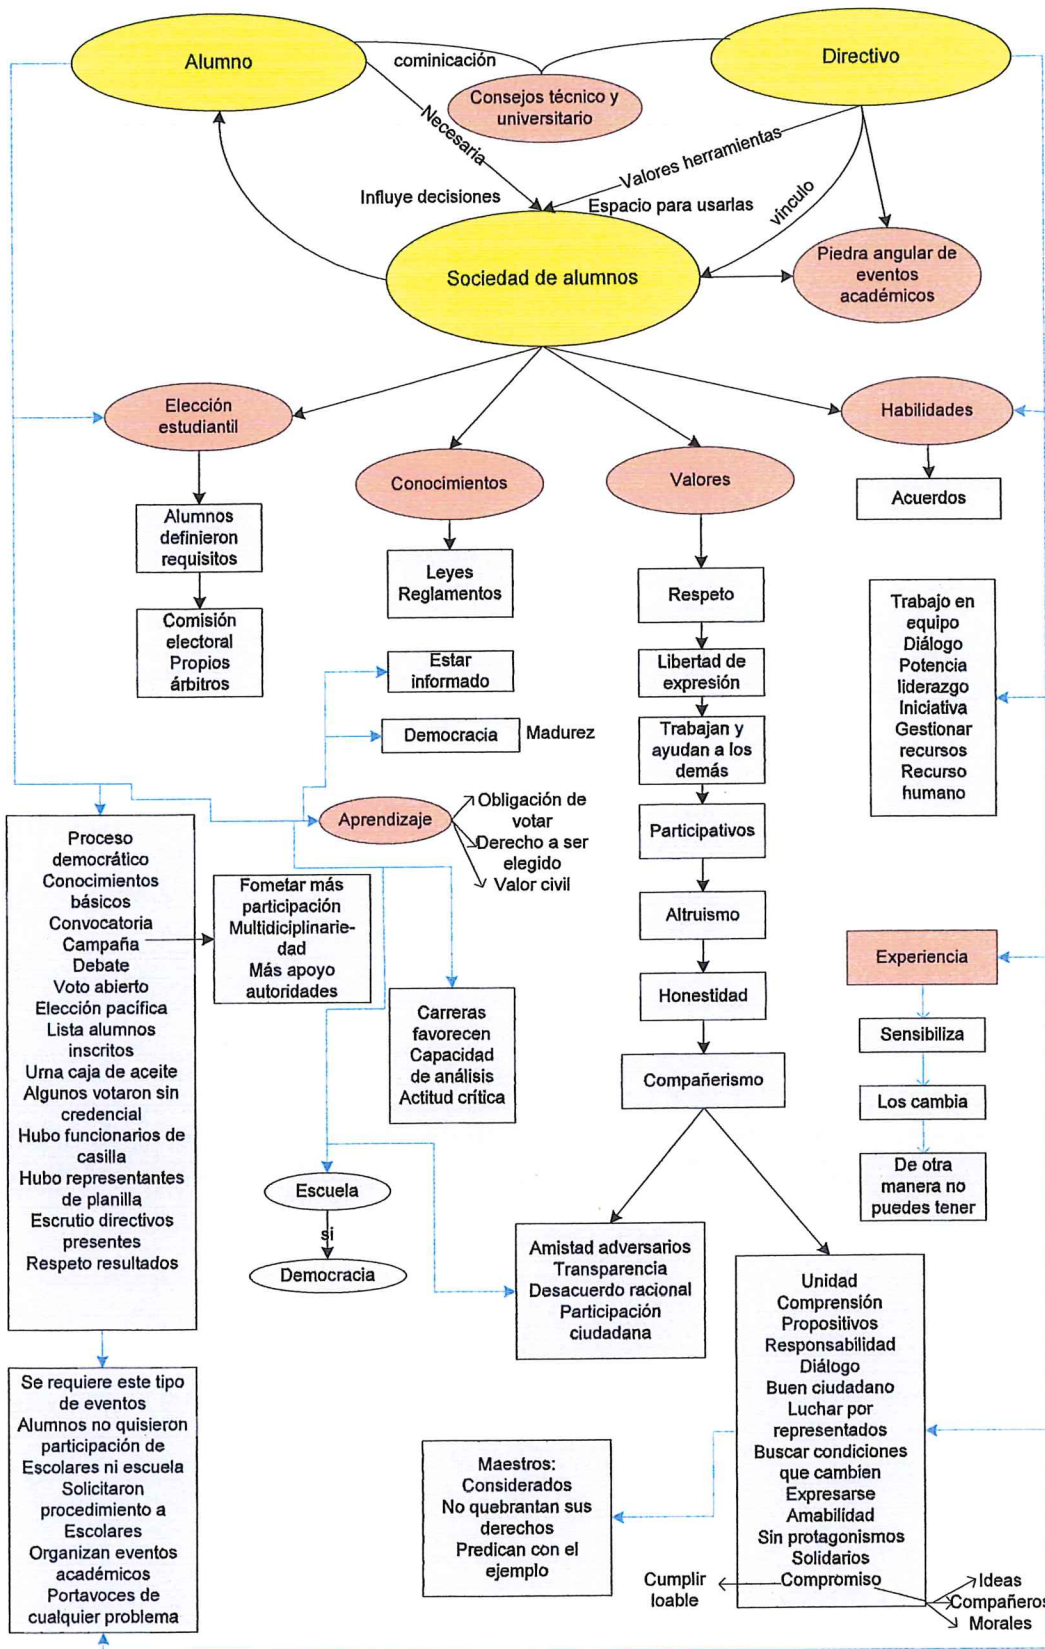 Alumno
cominicación
Directivo
Consejos técnico y
universitario
Necesaria
Valores herramientas
Influye decisiones
Espacio para usarlas
vínculo
Sociedad de alumnos
Piedra angular de
eventos
académicos
Elección
estudiantil
Conocimientos
Valores
Habilidades
Alumnos
definieron
requisitos
Leyes
Reglamentos
Respeto
Acuerdos
Comisión
electoral
Propios
árbitros
Estar
informado
Libertad de
expresión
Trabajo en
equipo
Diálogo
Potencia
liderazgo
Iniciativa
Gestionar
recursos
Recurso
humano
Democracia
Madurez
Trabajan y
ayudan a los
demás
Aprendizaje
Obligación de
votar
Derecho a ser
elegido
Valor civil
Participativos
Proceso
democrático
Conocimientos
básicos
Convocatoria
Campaña
Debate
Voto abierto
Elección pacífica
Lista alumnos
inscritos
Urna caja de aceite
Algunos votaron sin
credencial
Hubo funcionarios de
casilla
Hubo representantes
de planilla
Escrutio directivos
presentes
Respeto resultados
Fometar más
participación
Multidiciplinarie-
dad
Más apoyo
autoridades
Altruismo
Experiencia
Carreras
favorecen
Capacidad
de análisis
Actitud crítica
Honestidad
Sensibiliza
Compañerismo
Los cambia
De otra
manera no
puedes tener
Escuela
si
Democracia
Amistad adversarios
Transparencia
Desacuerdo racional
Participación
ciudadana
Unidad
Comprensión
Propositivos
Responsabilidad
Diálogo
Buen ciudadano
Luchar por
representados
Buscar condiciones
que cambien
Expresarse
Amabilidad
Sin protagonismos
Solidarios
Compromiso
Se requiere este tipo
de eventos
Alumnos no quisieron
participación de
Escolares ni escuela
Solicitaron
procedimiento a
Escolares
Organizan eventos
académicos
Portavoces de
cualquier problema
Maestros:
Considerados
No quebrantan sus
derechos
Predican con el
ejemplo
Cumplir
loable
Ideas
Compañeros
Morales